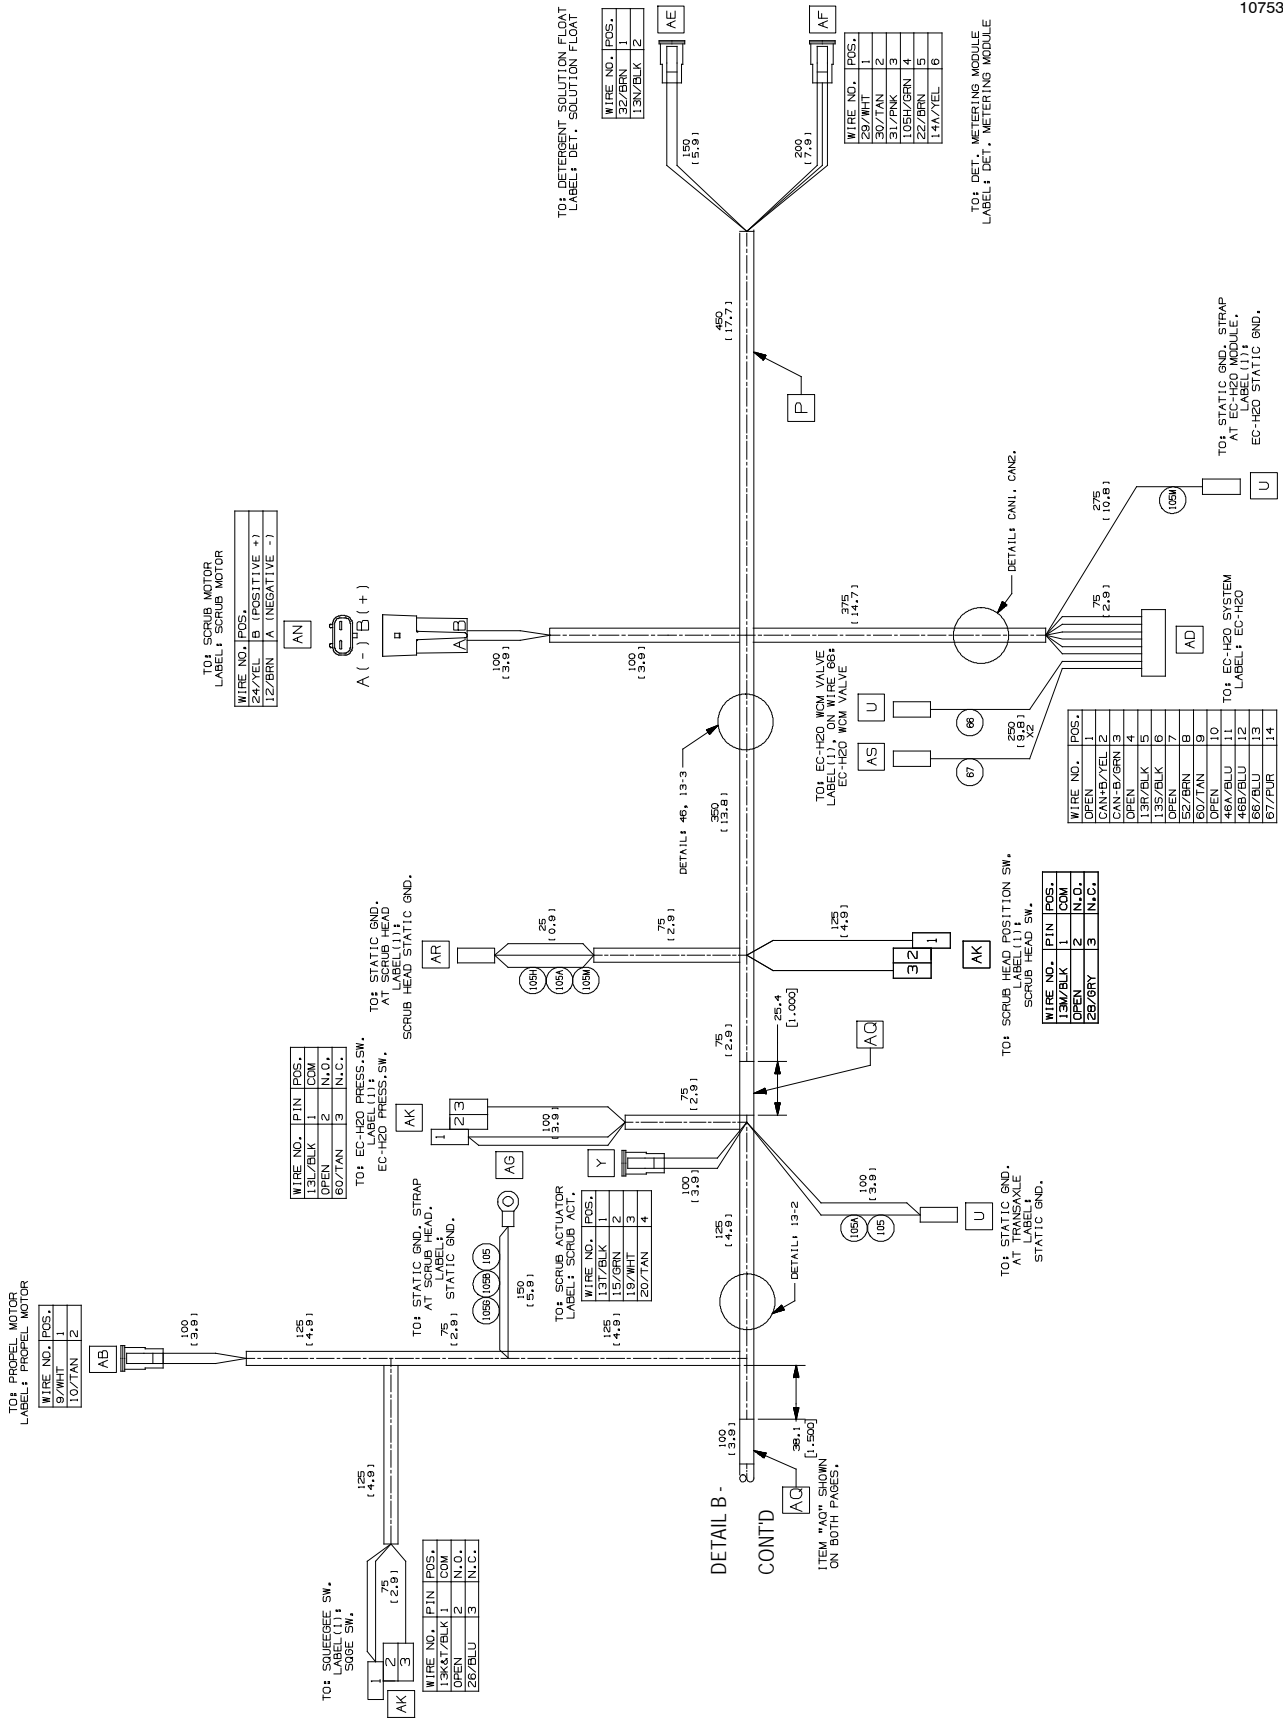 10753
TO: PROPEL MOTOR
LABEL: PROPEL MOTOR
WIRE NO. POS.
9/WHT 1
10/TAN 2
AB
100
[3.9]
125
[4.9]
125
[4.9]
TO: SQUEEGEE SW.
LABEL(1):
SQGE SW.
1
2
3
AK
75
[2.9]
WIRE NO. PIN POS.
13K&T/BLK 1 COM
OPEN 2 N.O.
26/BLU 3 N.C.
TO: STATIC GND. STRAP
AT SCRUB HEAD.
LABEL:
STATIC GND.
75
[2.9]
AG
105G 105B 105
150
[5.9]
125
[4.9]
WIRE NO. PIN POS.
13L/BLK 1 COM
OPEN 2 N.O.
60/TAN 3 N.C.
TO: EC-H2O PRESS.SW.
LABEL(1):
EC-H2O PRESS.SW.
AK
1
2 3
100
[3.9]
75
[2.9]
TO: SCRUB ACTUATOR
LABEL: SCRUB ACT.
WIRE NO. POS.
13T/BLK 1
15/GRN 2
19/WHT 3
20/TAN 4
Y
100
[3.9]
125
[4.9]
DETAIL: 13-2
100
[3.9]
38.1
[1.500]
DETAIL B -
CONT'D
AQ
ITEM "AQ" SHOWN
ON BOTH PAGES.
100
[3.9]
105A 105
U
TO: STATIC GND.
AT TRANSAXLE
LABEL:
STATIC GND.
75
[2.9]
25.4
[1.000]
AQ
TO: STATIC GND.
AT SCRUB HEAD
LABEL(1):
SCRUB HEAD STATIC GND.
AR
25
[0.9]
105H 105A 105M
75
[2.9]
125
[4.9]
3 2 1
AK
TO: SCRUB HEAD POSITION SW.
LABEL(1):
SCRUB HEAD SW.
WIRE NO. PIN POS.
13M/BLK 1 COM
OPEN 2 N.O.
28/GRY 3 N.C.
DETAIL: 46, 13-3
350
[13.8]
TO: SCRUB MOTOR
LABEL: SCRUB MOTOR
WIRE NO. POS.
24/YEL B (POSITIVE +)
12/BRN A (NEGATIVE -)
AN
A(-) B(+)
A B
100
[3.9]
100
[3.9]
375
[14.7]
DETAIL: CAN1, CAN2.
TO: EC-H2O WCM VALVE
LABEL(1), ON WIRE 66:
EC-H2O WCM VALVE
AS
U
67
66
250
[9.8]
X2
75
[2.9]
AD
TO: EC-H2O SYSTEM
LABEL: EC-H2O
WIRE NO. POS.
OPEN 1
CAN+B/YEL 2
CAN-B/GRN 3
OPEN 4
13R/BLK 5
13S/BLK 6
OPEN 7
52/BRN 8
60/TAN 9
OPEN 10
46A/BLU 11
46B/BLU 12
66/BLU 13
67/PUR 14
275
[10.8]
105M
U
TO: STATIC GND. STRAP
AT EC-H2O MODULE.
LABEL(1):
EC-H2O STATIC GND.
450
[17.7]
P
TO: DETERGENT SOLUTION FLOAT
LABEL: DET. SOLUTION FLOAT
WIRE NO. POS.
32/BRN 1
13N/BLK 2
AE
150
[5.9]
AF
200
[7.9]
WIRE NO. POS.
29/WHT 1
30/TAN 2
31/PNK 3
105H/GRN 4
22/BRN 5
14A/YEL 6
TO: DET. METERING MODULE
LABEL: DET. METERING MODULE